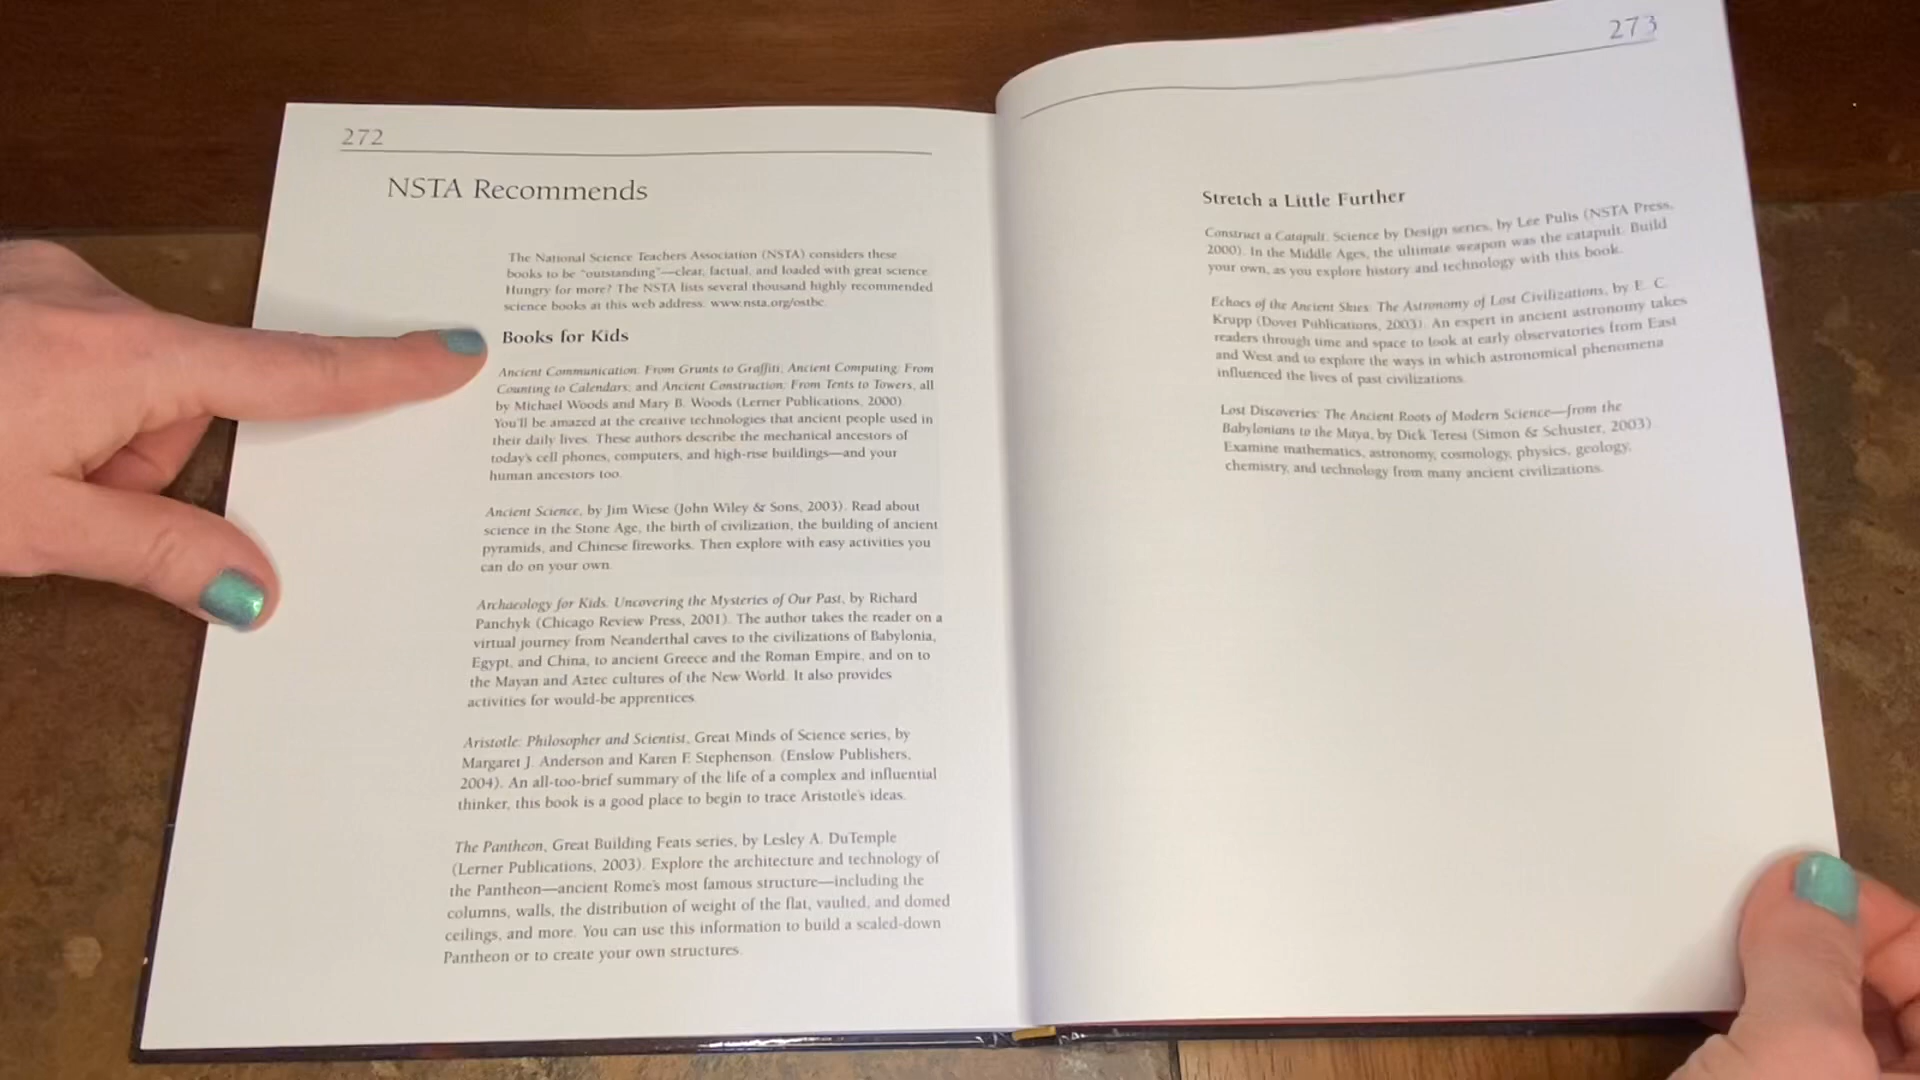 272
NSTA Recommends
The National Science Teachers Association (NSTA) considers these
books to be "outstanding"—clear, factual, and loaded with great science.
Hungry for more? The NSTA lists several thousand highly recommended
science books at this web address: www.nsta.org/ostbc.
Books for Kids
Ancient Communication: From Grunts to Graffiti; Ancient Computing: From
Counting to Calendars; and Ancient Construction: From Tents to Towers, all
by Michael Woods and Mary B. Woods (Lerner Publications, 2000).
You'll be amazed at the creative technologies that ancient people used in
their daily lives. These authors describe the mechanical ancestors of
today's cell phones, computers, and high-rise buildings—and your
human ancestors too.
Ancient Science, by Jim Wiese (John Wiley & Sons, 2003). Read about
science in the Stone Age, the birth of civilization, the building of ancient
pyramids, and Chinese fireworks. Then explore with easy activities you
can do on your own.
Archaeology for Kids: Uncovering the Mysteries of Our Past, by Richard
Panchyk (Chicago Review Press, 2001). The author takes the reader on a
virtual journey from Neanderthal caves to the civilizations of Babylonia,
Egypt, and China, to ancient Greece and the Roman Empire, and on to
the Mayan and Aztec cultures of the New World. It also provides
activities for would-be apprentices.
Aristotle: Philosopher and Scientist, Great Minds of Science series, by
Margaret J. Anderson and Karen F. Stephenson. (Enslow Publishers,
2004). An all-too-brief summary of the life of a complex and influential
thinker, this book is a good place to begin to trace Aristotle's ideas.
The Pantheon, Great Building Feats series, by Lesley A. DuTemple
(Lerner Publications, 2003). Explore the architecture and technology of
the Pantheon—ancient Rome's most famous structure—including the
columns, walls, the distribution of weight of the flat, vaulted, and domed
ceilings, and more. You can use this information to build a scaled-down
Pantheon or to create your own structures.
273
Stretch a Little Further
Construct a Catapult, Science by Design series, by Lee Pulis (NSTA Press,
2000). In the Middle Ages, the ultimate weapon was the catapult. Build
your own, as you explore history and technology with this book.
Echoes of the Ancient Skies: The Astronomy of Lost Civilizations, by E. C.
Krupp (Dover Publications, 2003). An expert in ancient astronomy takes
readers through time and space to look at early observatories from East
and West and to explore the ways in which astronomical phenomena
influenced the lives of past civilizations.
Lost Discoveries: The Ancient Roots of Modern Science—from the
Babylonians to the Maya, by Dick Teresi (Simon & Schuster, 2003).
Examine mathematics, astronomy, cosmology, physics, geology,
chemistry, and technology from many ancient civilizations.